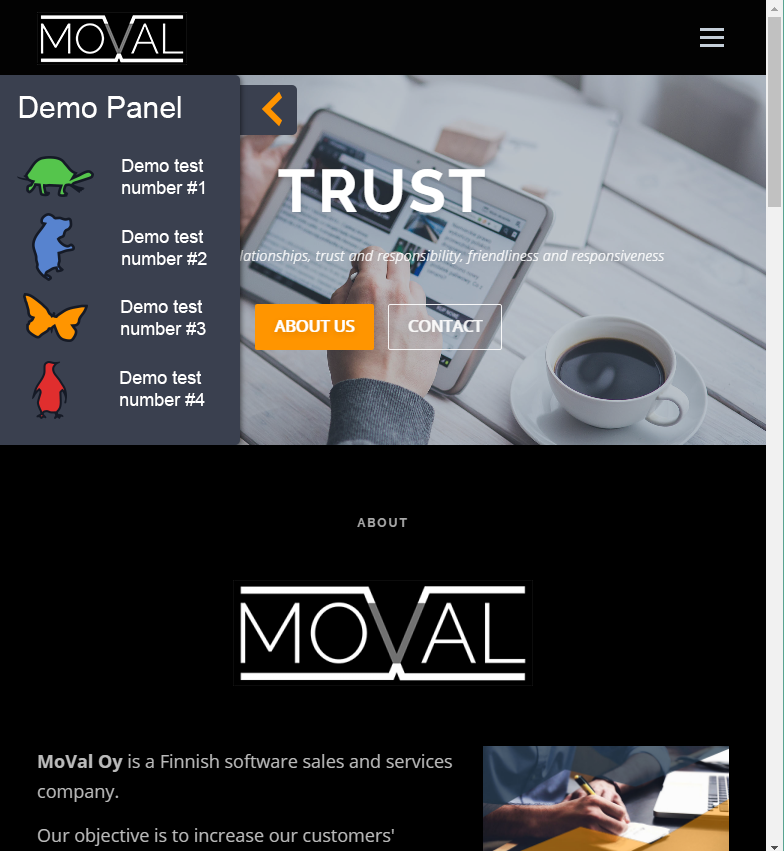 MOVAL
Demo Panel
Demo test
number #1
Demo test
number #2
Demo test
number #3
Demo test
number #4
TRUST
lationships, trust and responsibility, friendliness and responsiveness
ABOUT US
CONTACT
ABOUT
MOVAL
MoVal Oy is a Finnish software sales and services
company.
Our objective is to increase our customers'